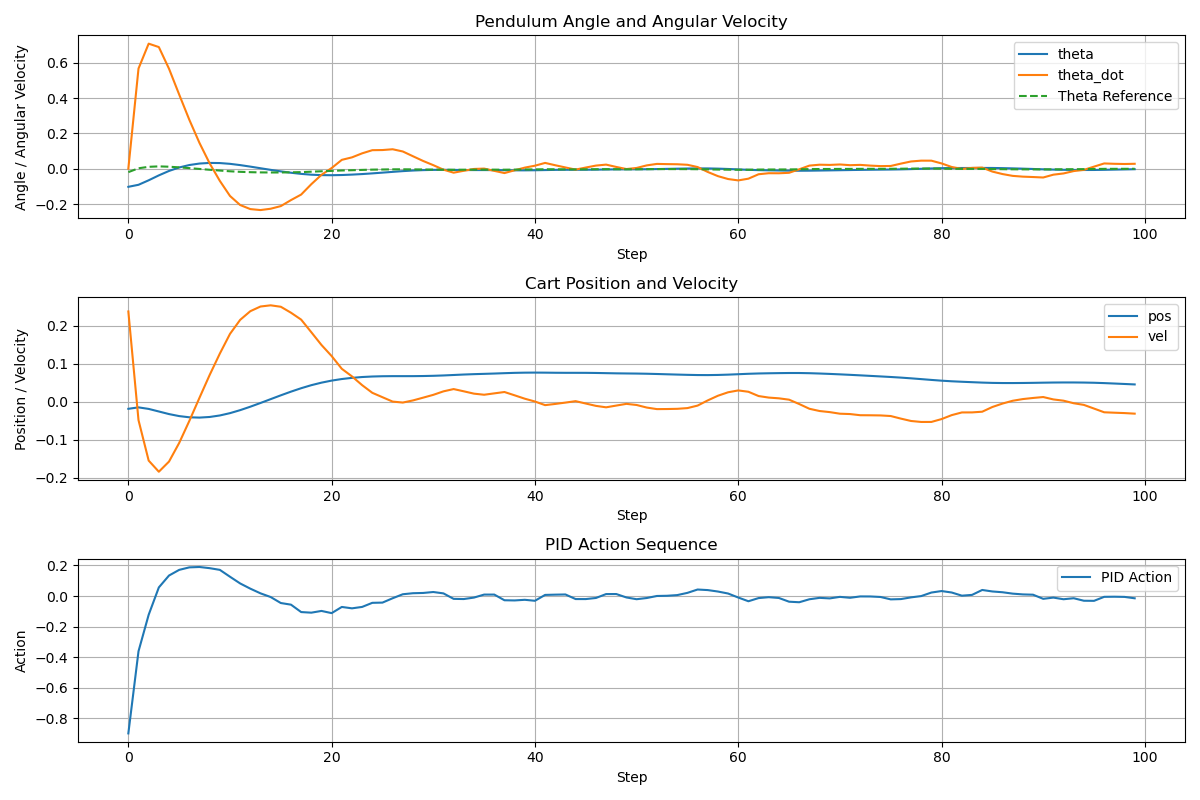 Pendulum Angle and Angular Velocity
Angle / Angular Velocity
0.6
0.4
0.2
0.0
−0.2
theta
theta_dot
Theta Reference
0 20 40 60 80 100
Step
Cart Position and Velocity
Position / Velocity
0.2
0.1
0.0
−0.1
−0.2
pos
vel
0 20 40 60 80 100
Step
PID Action Sequence
Action
0.2
0.0
−0.2
−0.4
−0.6
−0.8
PID Action
0 20 40 60 80 100
Step